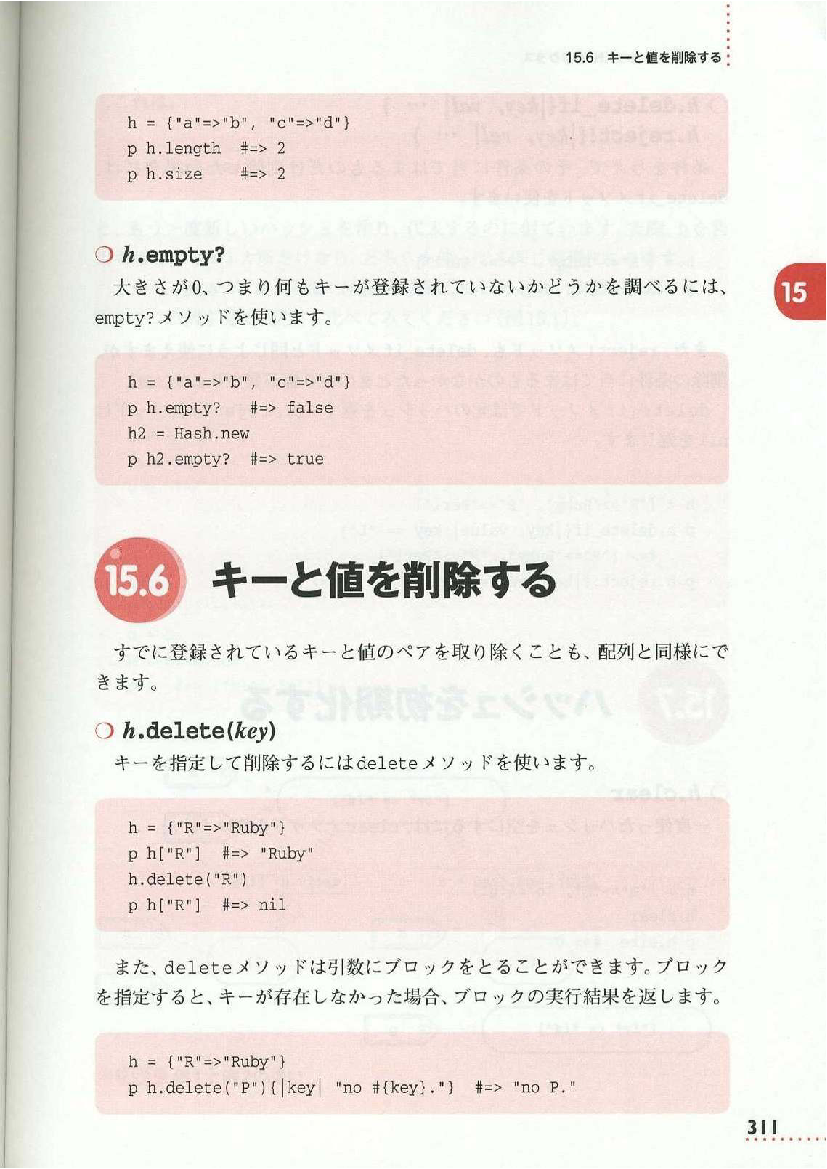 15.6 キーと値を削除する
h = {"a"=>"b", "c"=>"d"}
p h.length #=> 2
p h.size #=> 2
❍ h.empty?
大きさが0、つまり何もキーが登録されていないかどうかを調べるには、
empty?メソッドを使います。
15
h = {"a"=>"b", "c"=>"d"}
p h.empty? #=> false
h2 = Hash.new
p h2.empty? #=> true
15.6 キーと値を削除する
すでに登録されているキーと値のペアを取り除くことも、配列と同様にで
きます。
❍ h.delete(key)
キーを指定して削除するにはdeleteメソッドを使います。
h = {"R"=>"Ruby"}
p h["R"] #=> "Ruby"
h.delete("R")
p h["R"] #=> nil
また、deleteメソッドは引数にブロックをとることができます。ブロック
を指定すると、キーが存在しなかった場合、ブロックの実行結果を返します。
h = {"R"=>"Ruby"}
p h.delete("P"){|key| "no #{key}."} #=> "no P."
311